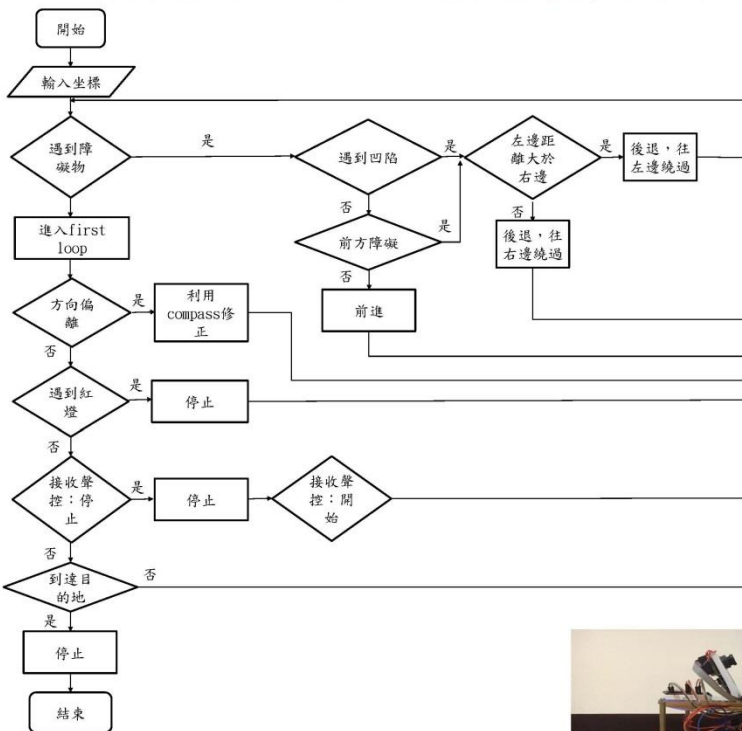 開始
輸入坐標
遇到障
礙物
是
遇到凹陷
是
左邊距
離大於
右邊
是
後退，往
左邊繞過
否
前方障礙
是
否
後退，往
右邊繞過
進入first
loop
否
前進
方向偏
離
是
利用
compass修
正
否
遇到紅
燈
是
停止
否
接收聲
控：停
止
是
停止
接收聲
控：開
始
否
到達目
的地
否
是
停止
結束